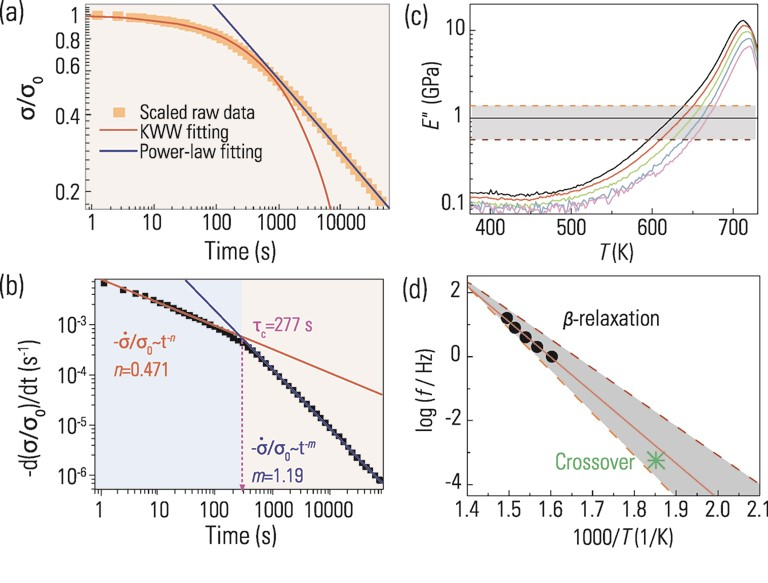 (a)
σ/σ₀
1
0.8
0.6
0.4
0.2
Scaled raw data
KWW fitting
Power-law fitting
1 10 100 1000 10000
Time (s)
(b)
-d(σ/σ₀)/dt (s⁻¹)
10⁻³
10⁻⁴
10⁻⁵
10⁻⁶
τc=277 s
-σ̇/σ₀~t⁻ⁿ
n=0.471
-σ̇/σ₀~t⁻ᵐ
m=1.19
1 10 100 1000 10000
Time (s)
(c)
E" (GPa)
10
1
0.1
400 500 600 700
T(K)
(d)
log (f / Hz)
2
0
-2
-4
β-relaxation
Crossover
1.4 1.5 1.6 1.7 1.8 1.9 2.0 2.1
1000/T(1/K)